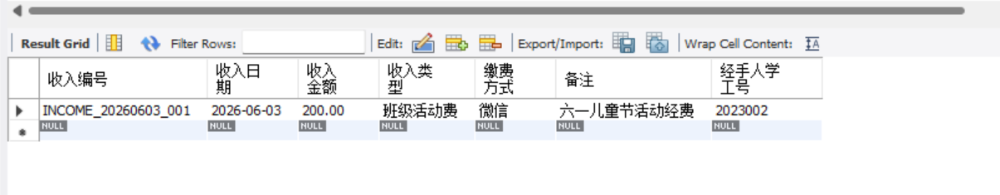 Result Grid Filter Rows: Edit: Export/Import: Wrap Cell Content: IA
收入编号 收入日期 收入金额 收入类型 缴费方式 备注 经手人学工号
INCOME_20260603_001 2026-06-03 200.00 班级活动费 微信 六一儿童节活动经费 2023002
NULL NULL NULL NULL NULL NULL NULL